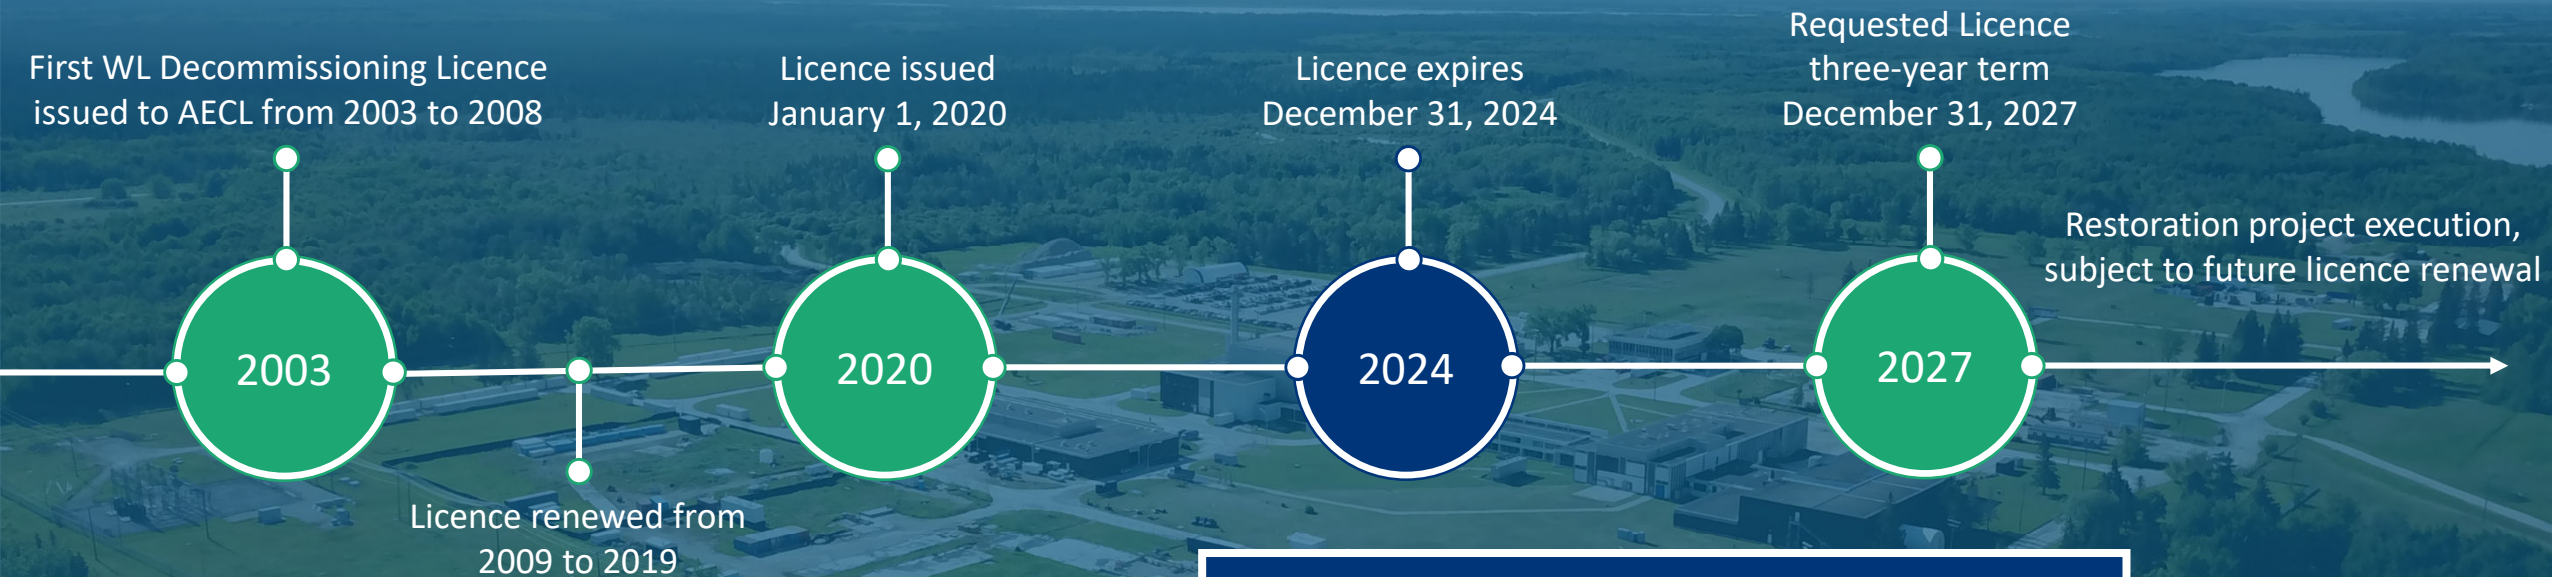 First WL Decommissioning Licence
issued to AECL from 2003 to 2008
Licence issued
January 1, 2020
Licence expires
December 31, 2024
Requested Licence
three-year term
December 31, 2027
Restoration project execution,
subject to future licence renewal
2003
2020
2024
2027
Licence renewed from
2009 to 2019